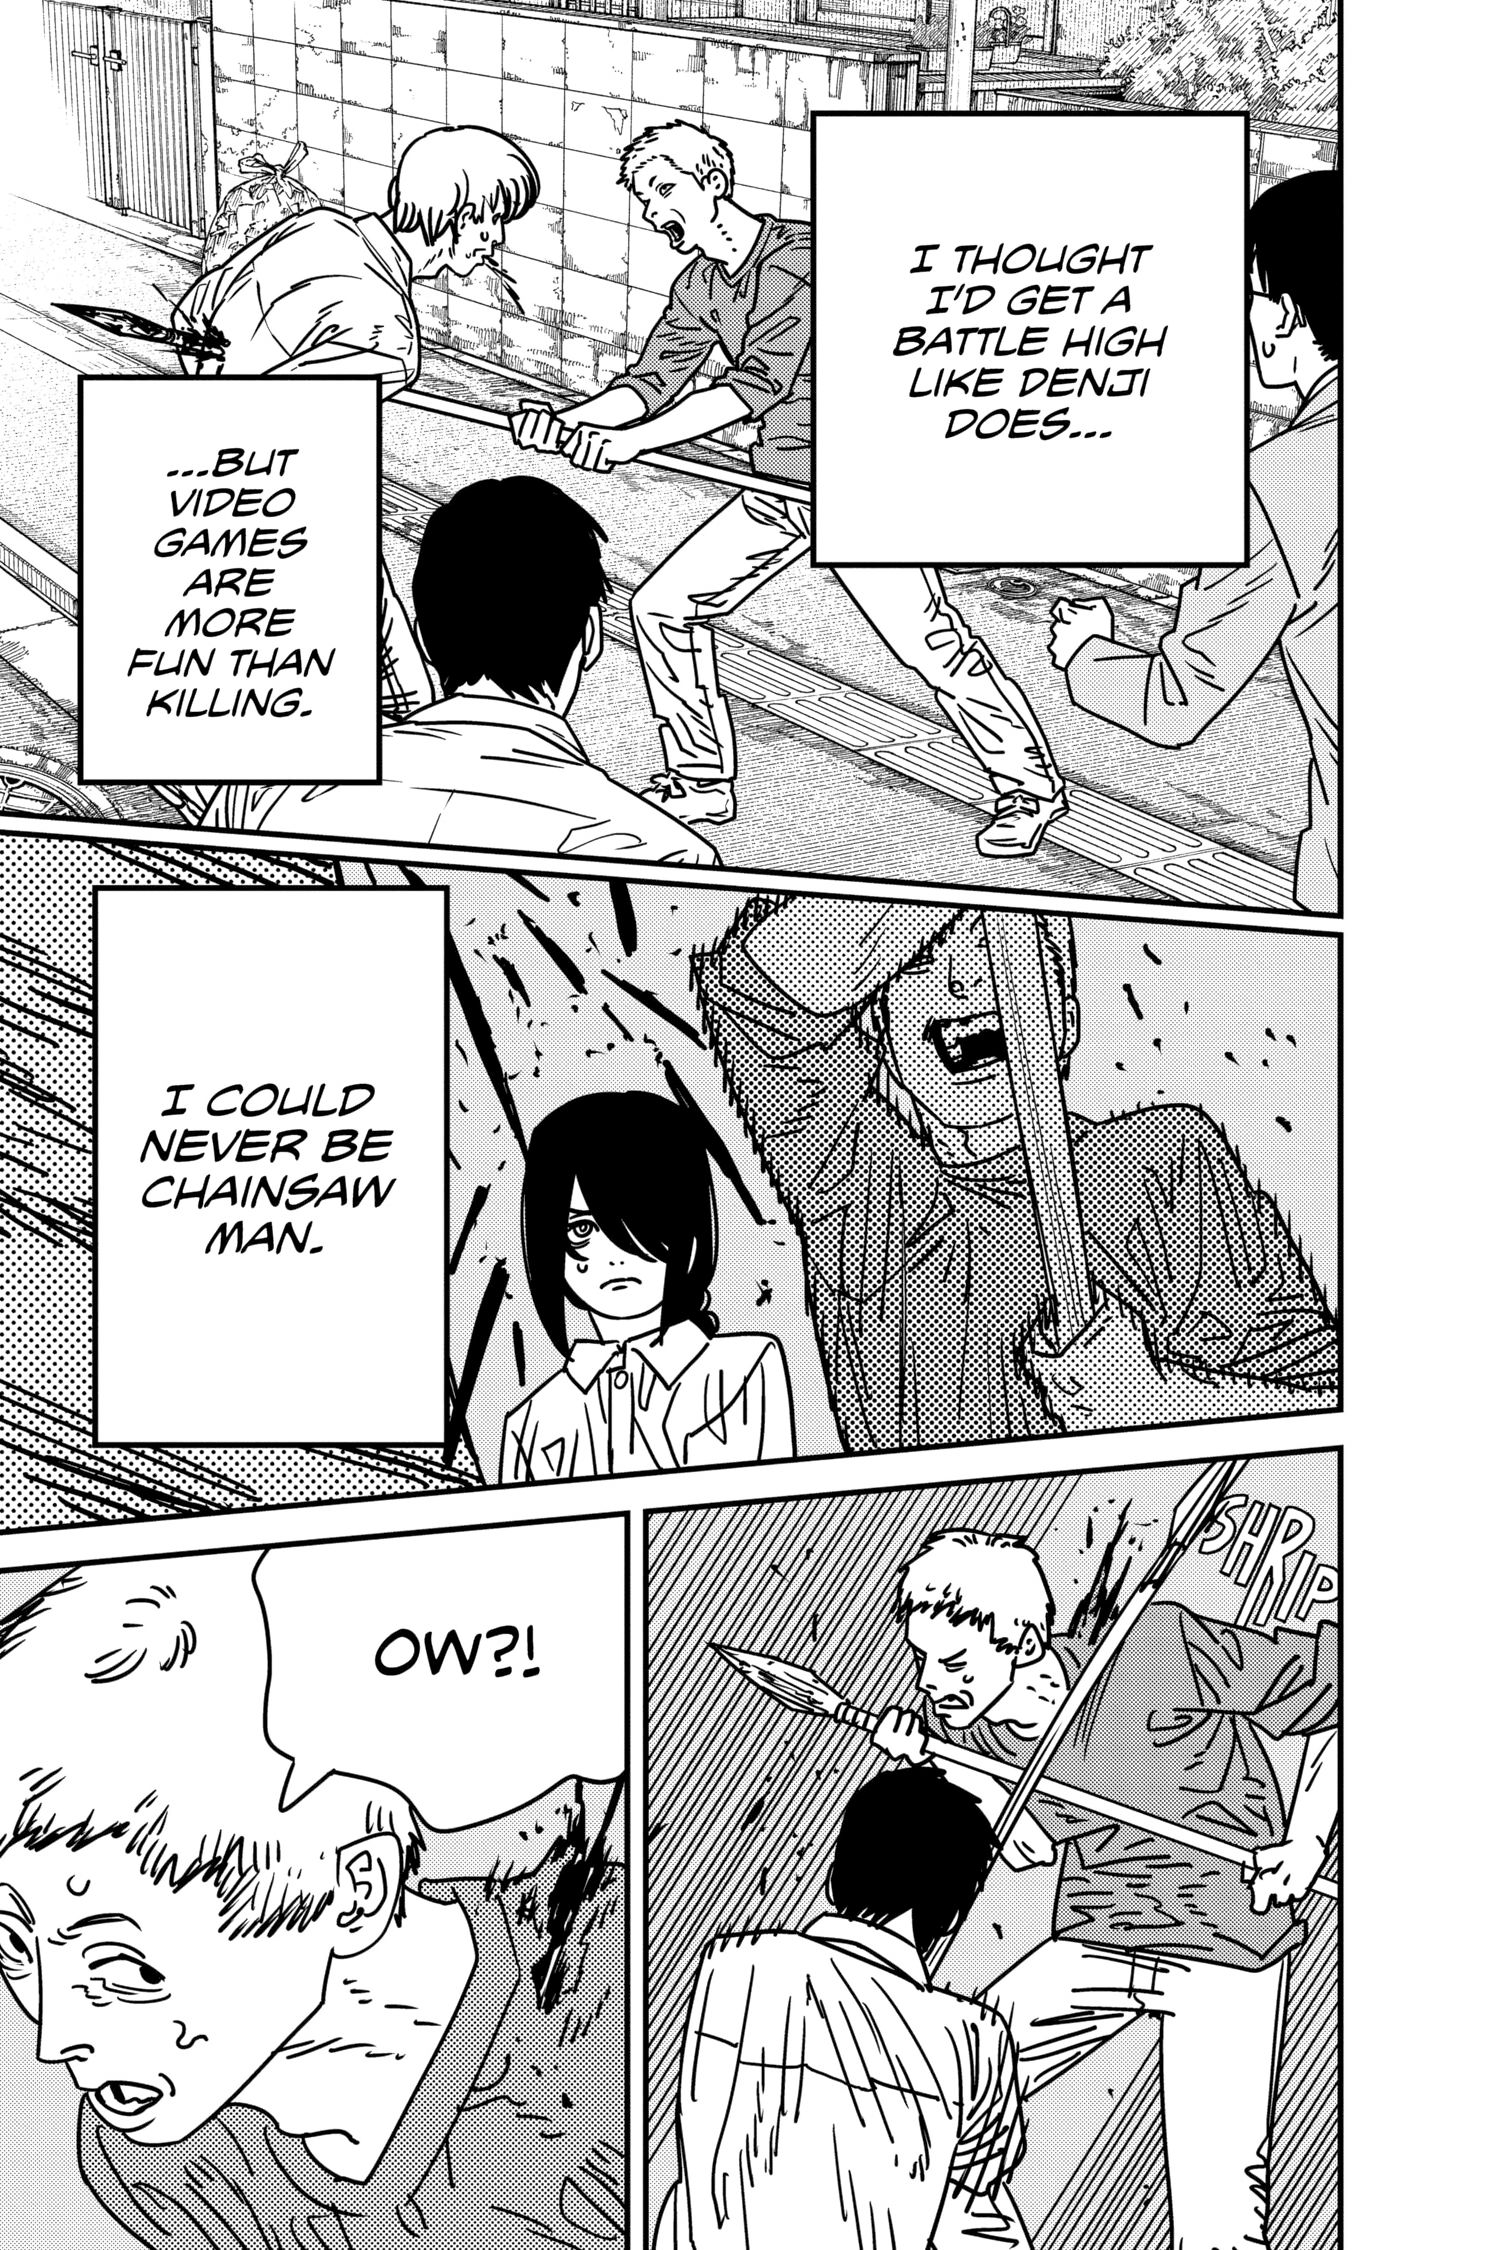 I THOUGHT
I'D GET A
BATTLE HIGH
LIKE DENJI
DOES...
...BUT
VIDEO
GAMES
ARE
MORE
FUN THAN
KILLING.
I COULD
NEVER BE
CHAINSAW
MAN.
SHRIP
OW?!